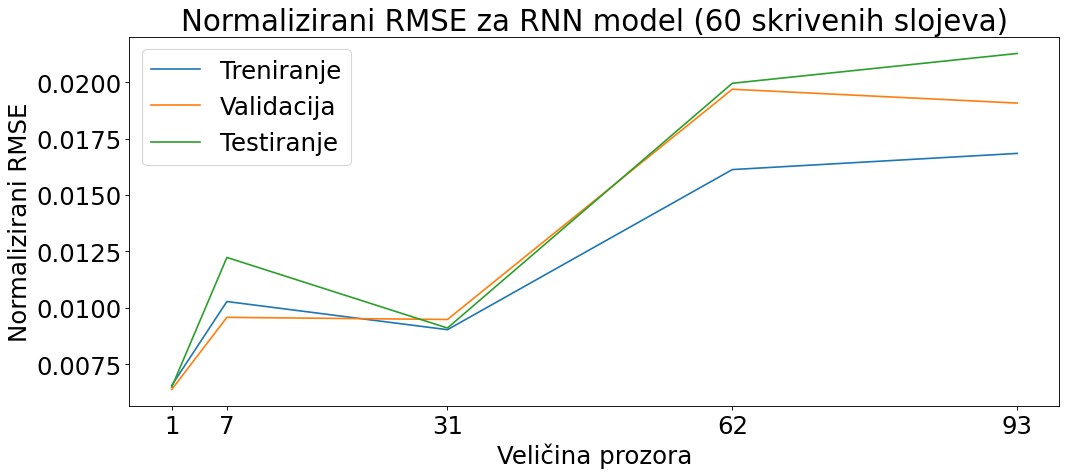 Normalizirani RMSE za RNN model (60 skrivenih slojeva)
Treniranje
Validacija
Testiranje
Normalizirani RMSE
0.0200
0.0175
0.0150
0.0125
0.0100
0.0075
1 7 31 62 93
Veličina prozora